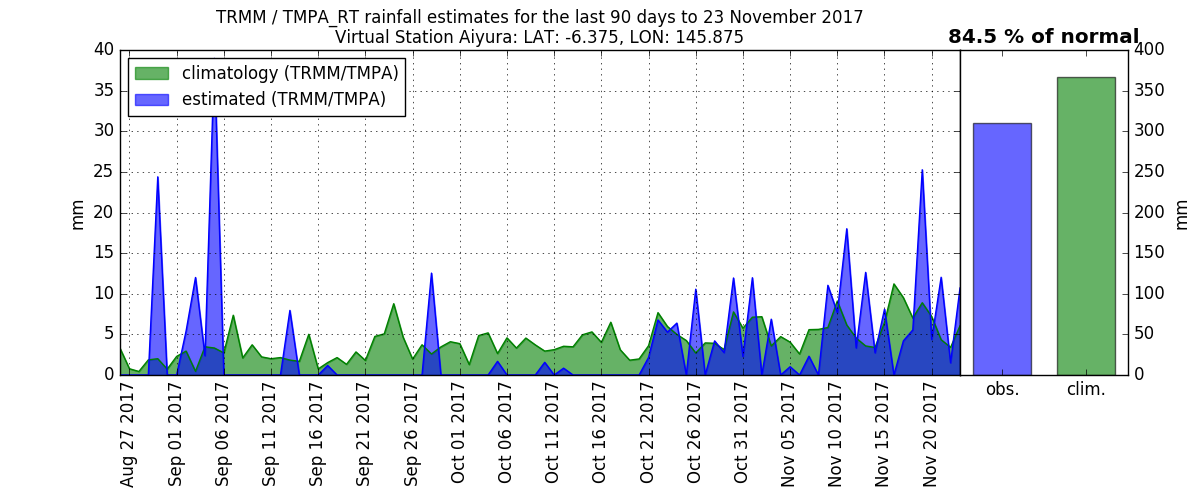 TRMM / TMPA_RT rainfall estimates for the last 90 days to 23 November 2017
Virtual Station Aiyura: LAT: -6.375, LON: 145.875
84.5 % of normal
climatology (TRMM/TMPA)
estimated (TRMM/TMPA)
40
35
30
25
20
15
10
5
0
mm
Aug 27 2017
Sep 01 2017
Sep 06 2017
Sep 11 2017
Sep 16 2017
Sep 21 2017
Sep 26 2017
Oct 01 2017
Oct 06 2017
Oct 11 2017
Oct 16 2017
Oct 21 2017
Oct 26 2017
Oct 31 2017
Nov 05 2017
Nov 10 2017
Nov 15 2017
Nov 20 2017
obs.
clim.
400
350
300
250
200
150
100
50
0
mm